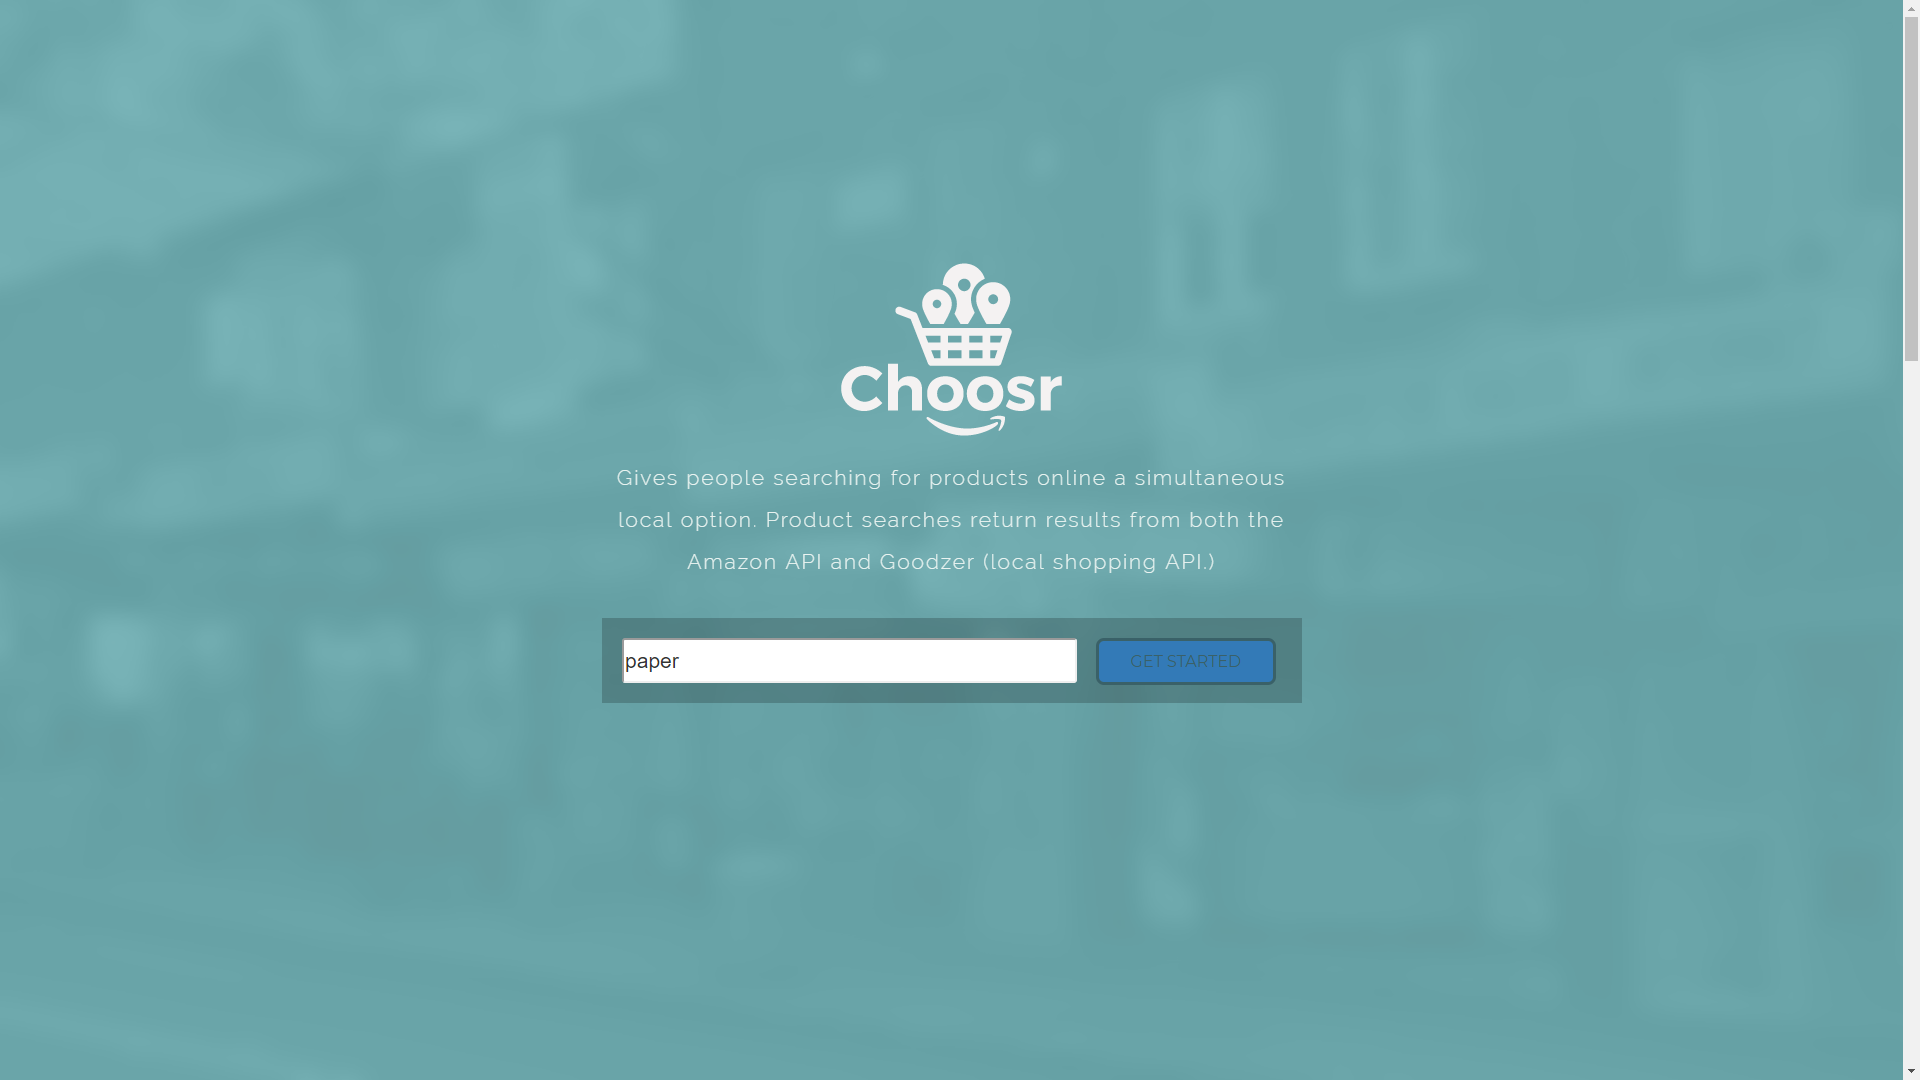 Choosr
Gives people searching for products online a simultaneous
local option. Product searches return results from both the
Amazon API and Goodzer (local shopping API.)
paper
GET STARTED